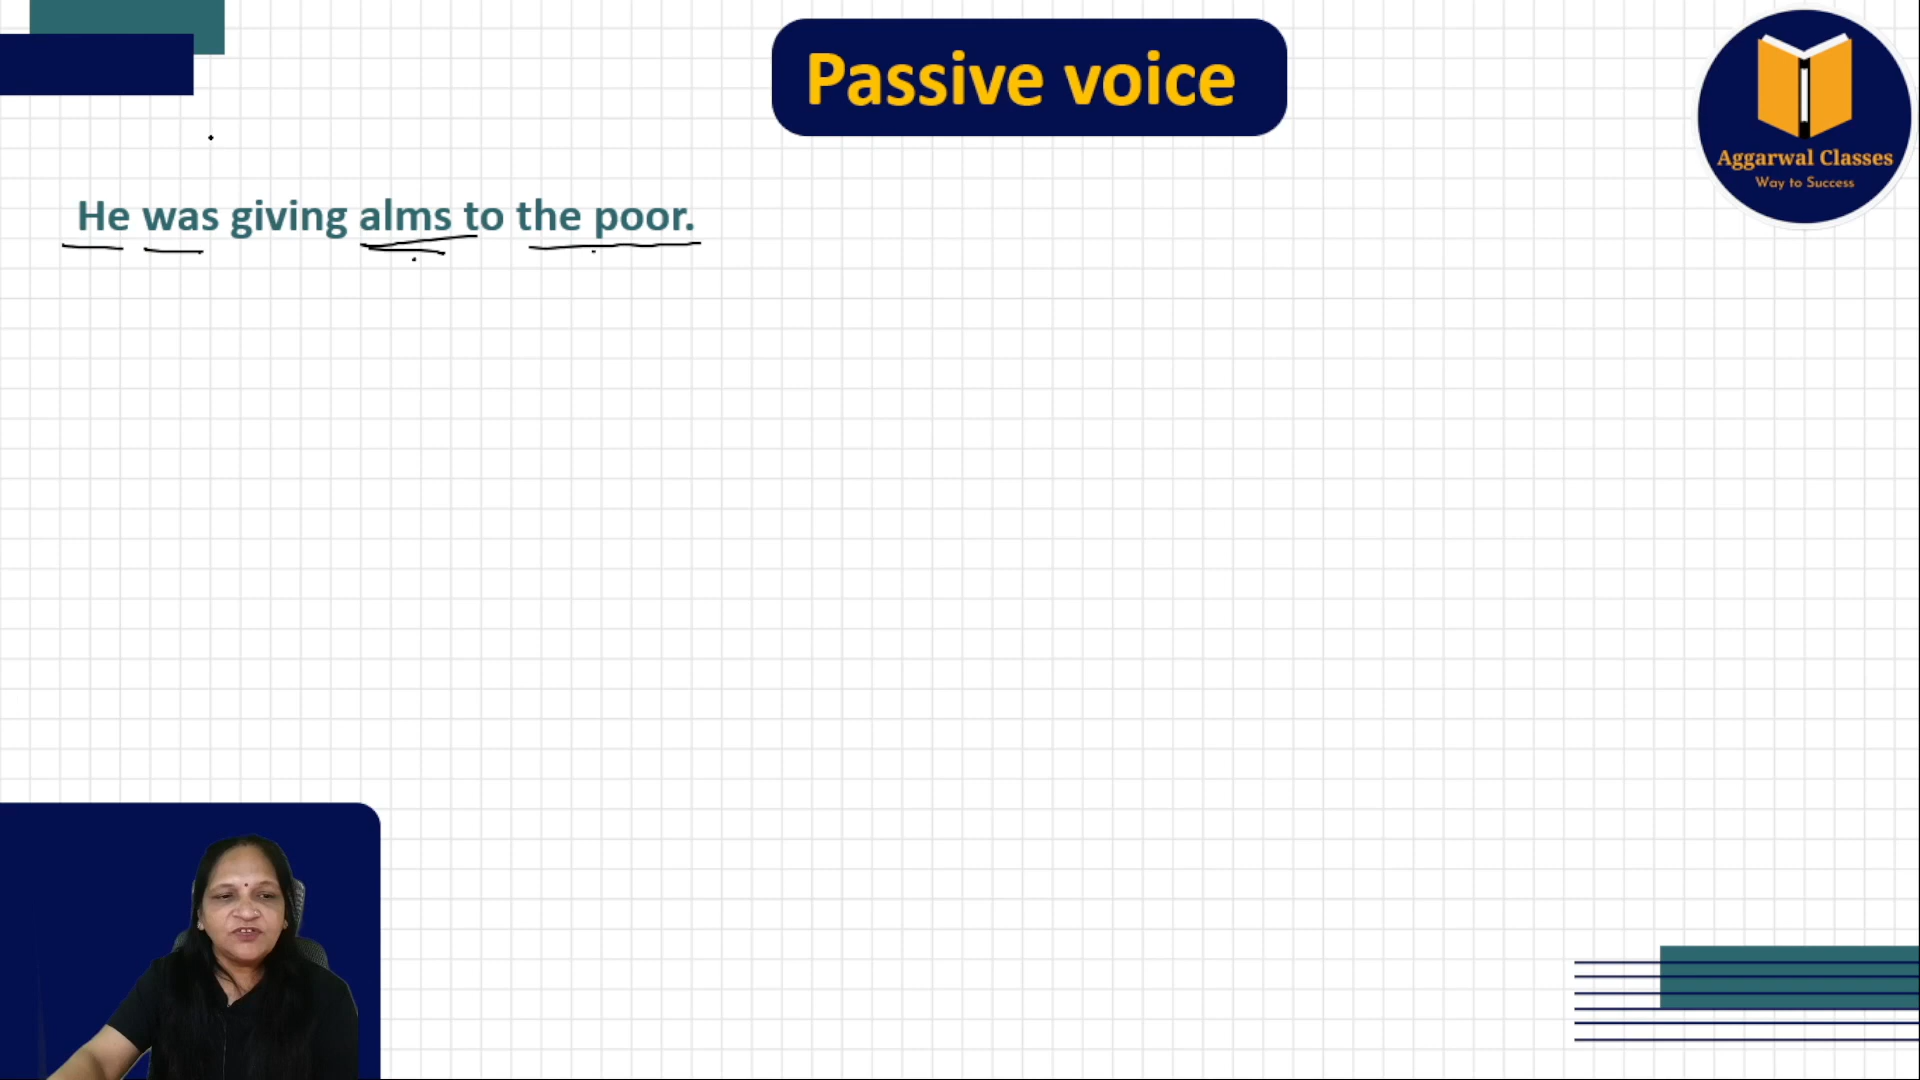 Passive voice
Aggarwal Classes
Way to Success
He was giving alms to the poor.